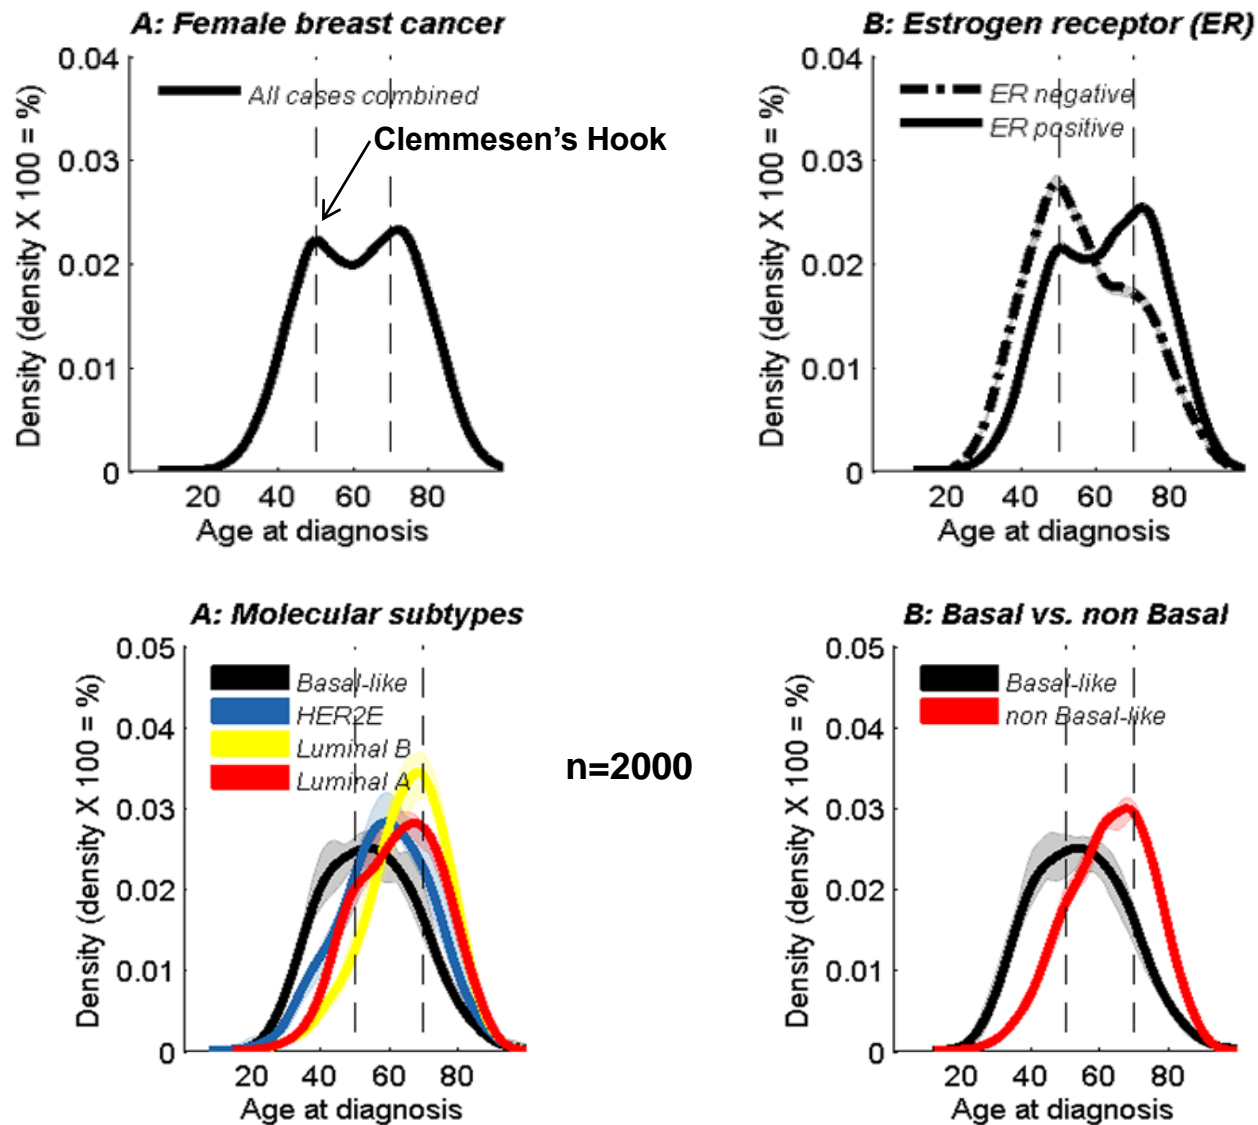 A: Female breast cancer
Density (density X 100 = %)
0.04
0.03
0.02
0.01
0
All cases combined
Clemmesen's Hook
20 40 60 80
Age at diagnosis
B: Estrogen receptor (ER)
Density (density X 100 = %)
0.04
0.03
0.02
0.01
0
ER negative
ER positive
20 40 60 80
Age at diagnosis
A: Molecular subtypes
Density (density X 100 = %)
0.05
0.04
0.03
0.02
0.01
0
Basal-like
HER2E
Luminal B
Luminal A
20 40 60 80
Age at diagnosis
n=2000
B: Basal vs. non Basal
Density (density X 100 = %)
0.05
0.04
0.03
0.02
0.01
0
Basal-like
non Basal-like
20 40 60 80
Age at diagnosis